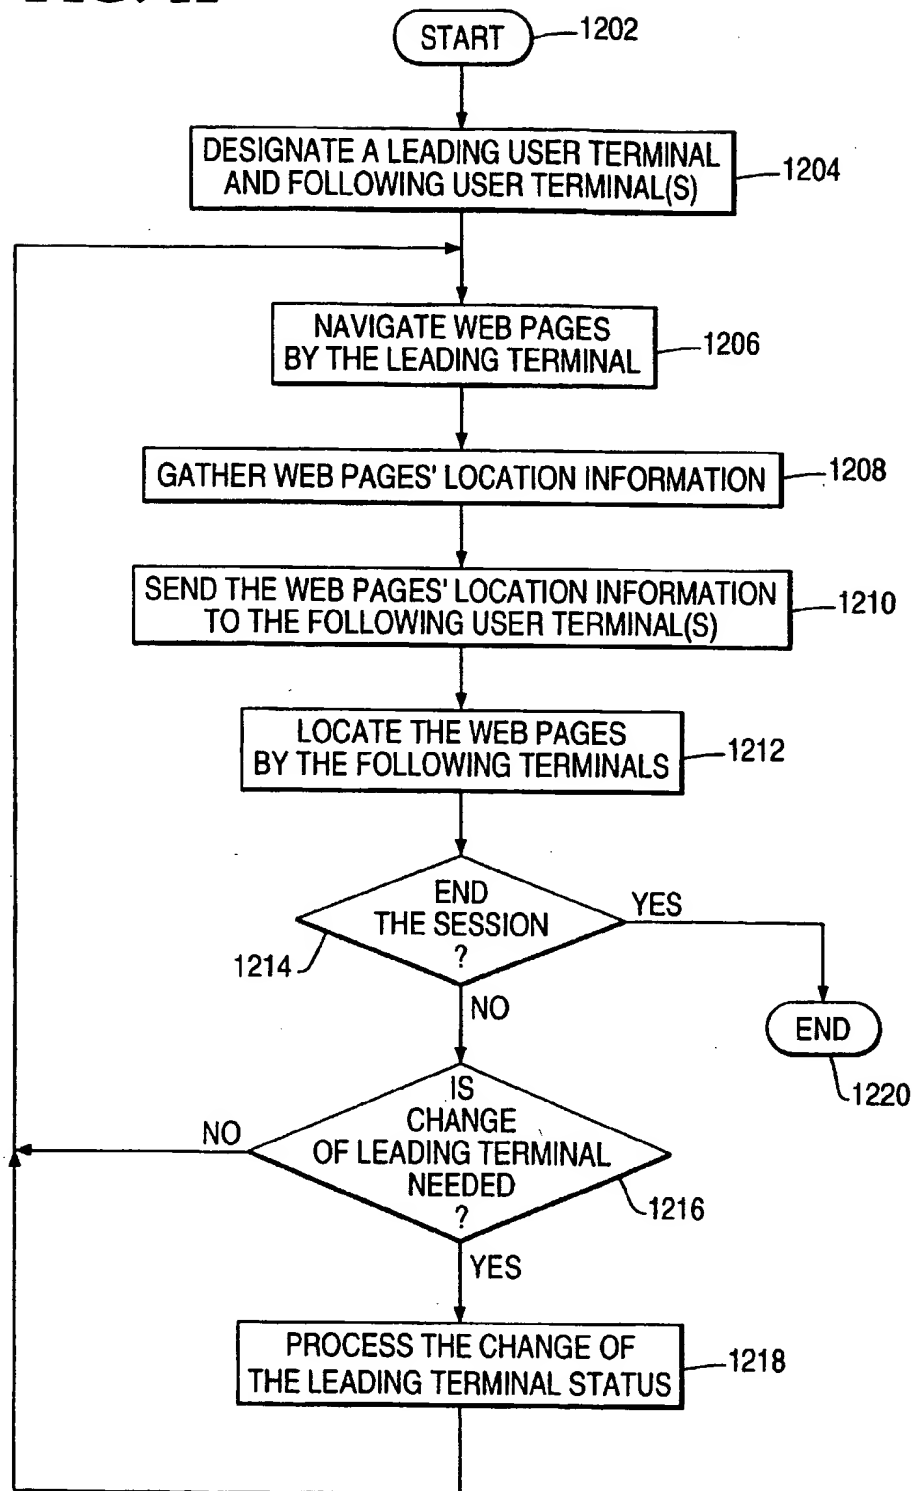 START
1202
DESIGNATE A LEADING USER TERMINAL
AND FOLLOWING USER TERMINAL(S)
1204
NAVIGATE WEB PAGES
BY THE LEADING TERMINAL
1206
GATHER WEB PAGES' LOCATION INFORMATION
1208
SEND THE WEB PAGES' LOCATION INFORMATION
TO THE FOLLOWING USER TERMINAL(S)
1210
LOCATE THE WEB PAGES
BY THE FOLLOWING TERMINALS
1212
END
THE SESSION
?
YES
1214
NO
END
1220
IS
CHANGE
OF LEADING TERMINAL
NEEDED
?
NO
1216
YES
PROCESS THE CHANGE OF
THE LEADING TERMINAL STATUS
1218